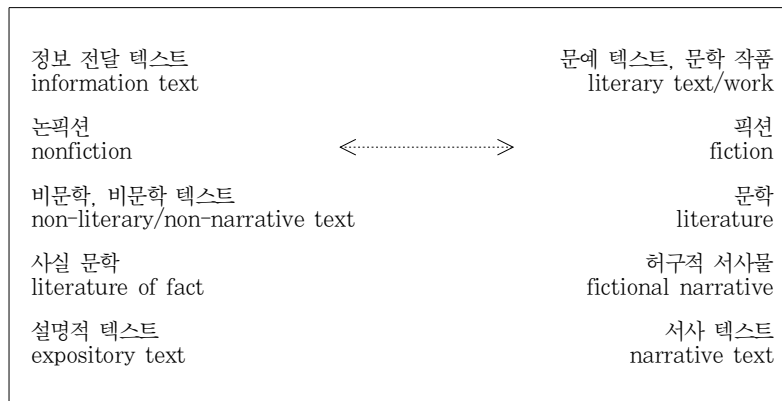 정보 전달 텍스트
information text
문예 텍스트, 문학 작품
literary text/work
논픽션
nonfiction
픽션
fiction
비문학, 비문학 텍스트
non-literary/non-narrative text
문학
literature
사실 문학
literature of fact
허구적 서사물
fictional narrative
설명적 텍스트
expository text
서사 텍스트
narrative text